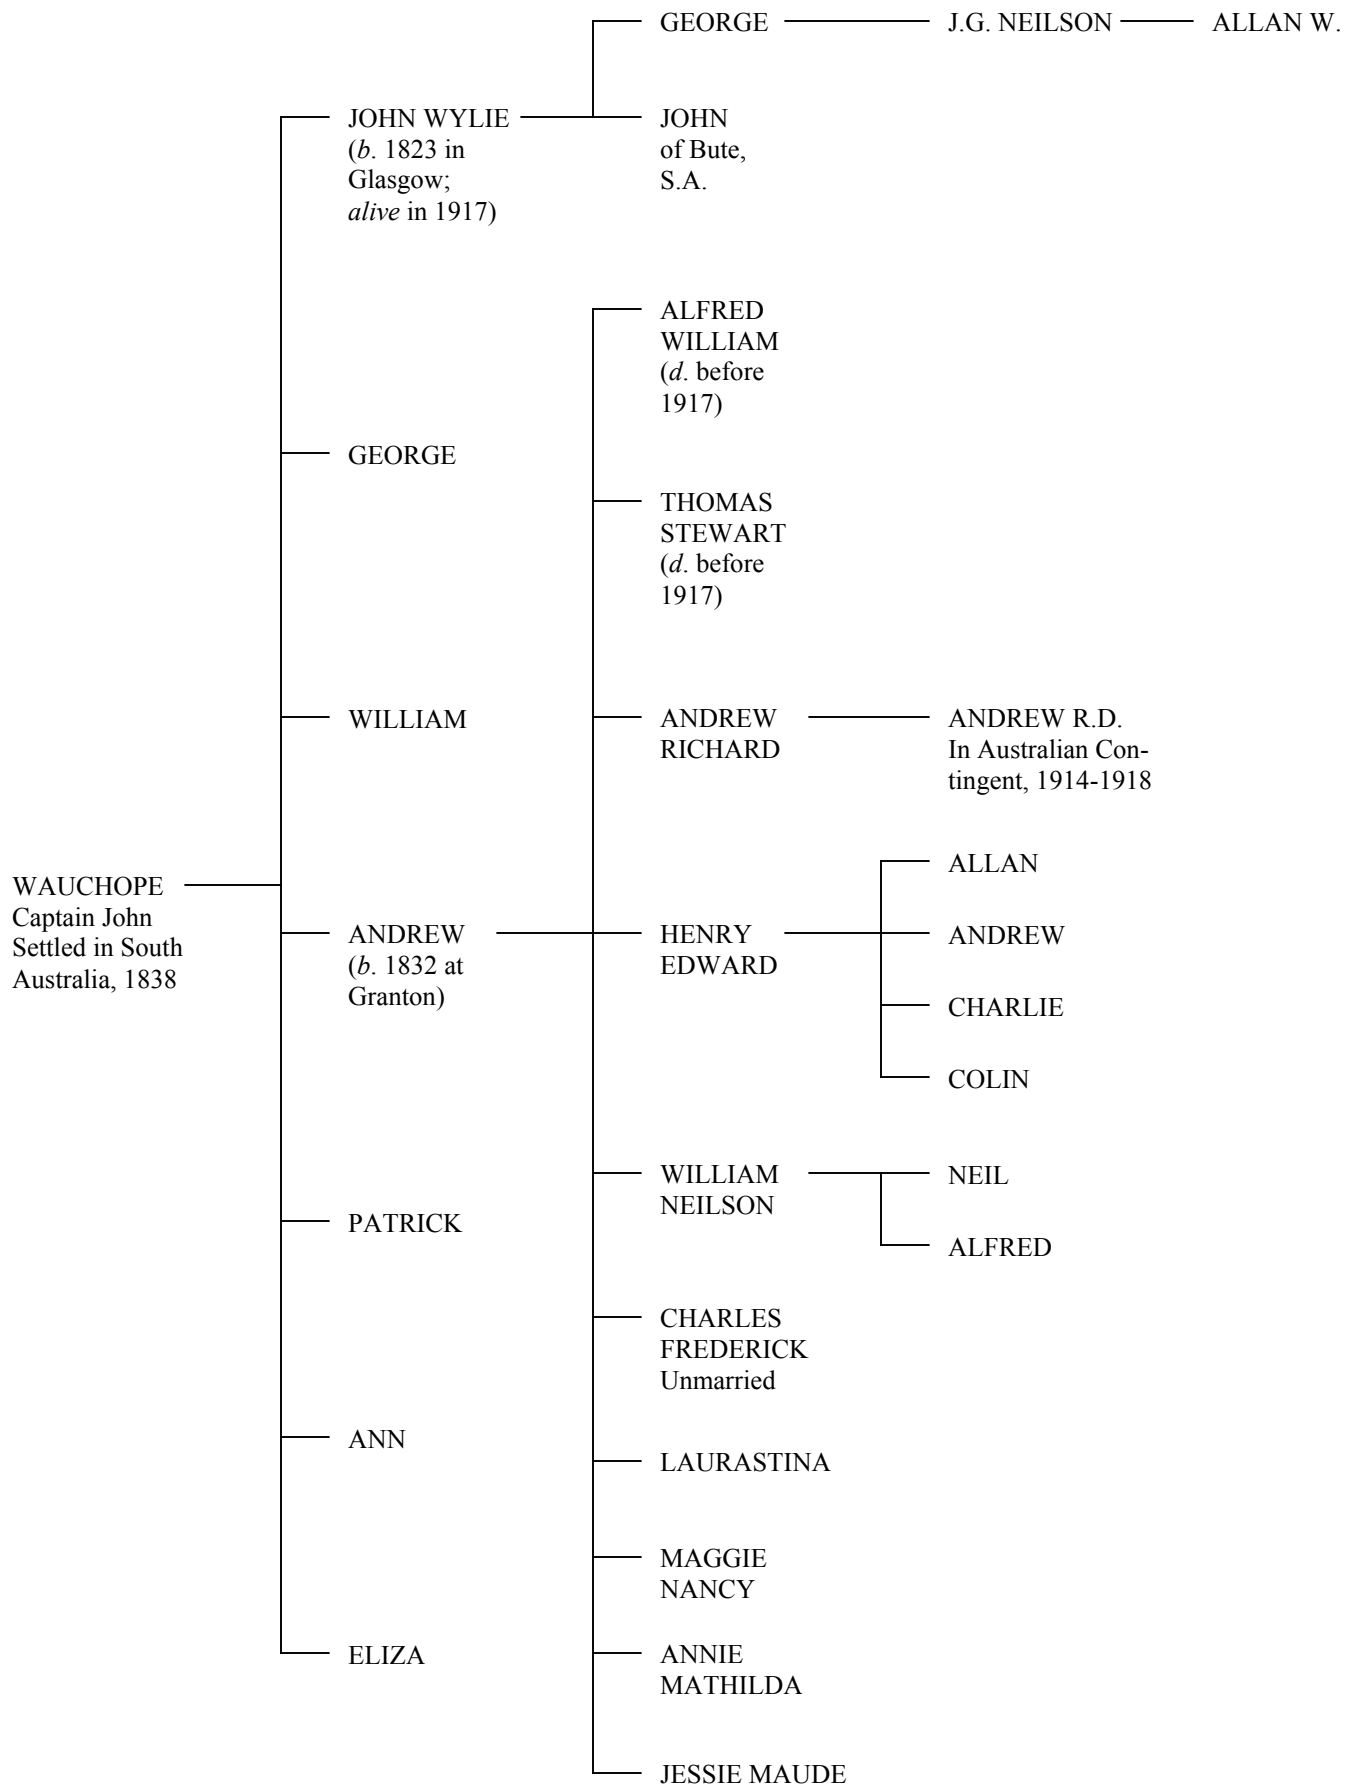 GEORGE
J.G. NEILSON
ALLAN W.
JOHN WYLIE
(b. 1823 in
Glasgow;
alive in 1917)
JOHN
of Bute,
S.A.
ALFRED
WILLIAM
(d. before
1917)
GEORGE
THOMAS
STEWART
(d. before
1917)
WILLIAM
ANDREW
RICHARD
ANDREW R.D.
In Australian Con-
tingent, 1914-1918
WAUCHOPE
Captain John
Settled in South
Australia, 1838
ANDREW
(b. 1832 at
Granton)
HENRY
EDWARD
ALLAN
ANDREW
CHARLIE
COLIN
WILLIAM
NEILSON
NEIL
ALFRED
PATRICK
CHARLES
FREDERICK
Unmarried
ANN
LAURASTINA
MAGGIE
NANCY
ELIZA
ANNIE
MATHILDA
JESSIE MAUDE